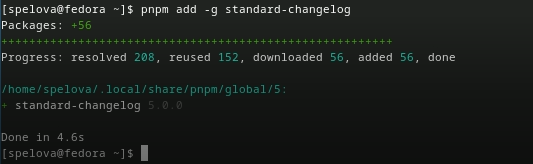 [spelova@fedora ~]$ pnpm add -g standard-changelog
Packages: +56
++++++++++++++++++++++++++++++++++++++++++++++++++++++++
Progress: resolved 208, reused 152, downloaded 56, added 56, done
/home/spelova/.local/share/pnpm/global/5:
+ standard-changelog 5.0.0
Done in 4.6s
[spelova@fedora ~]$